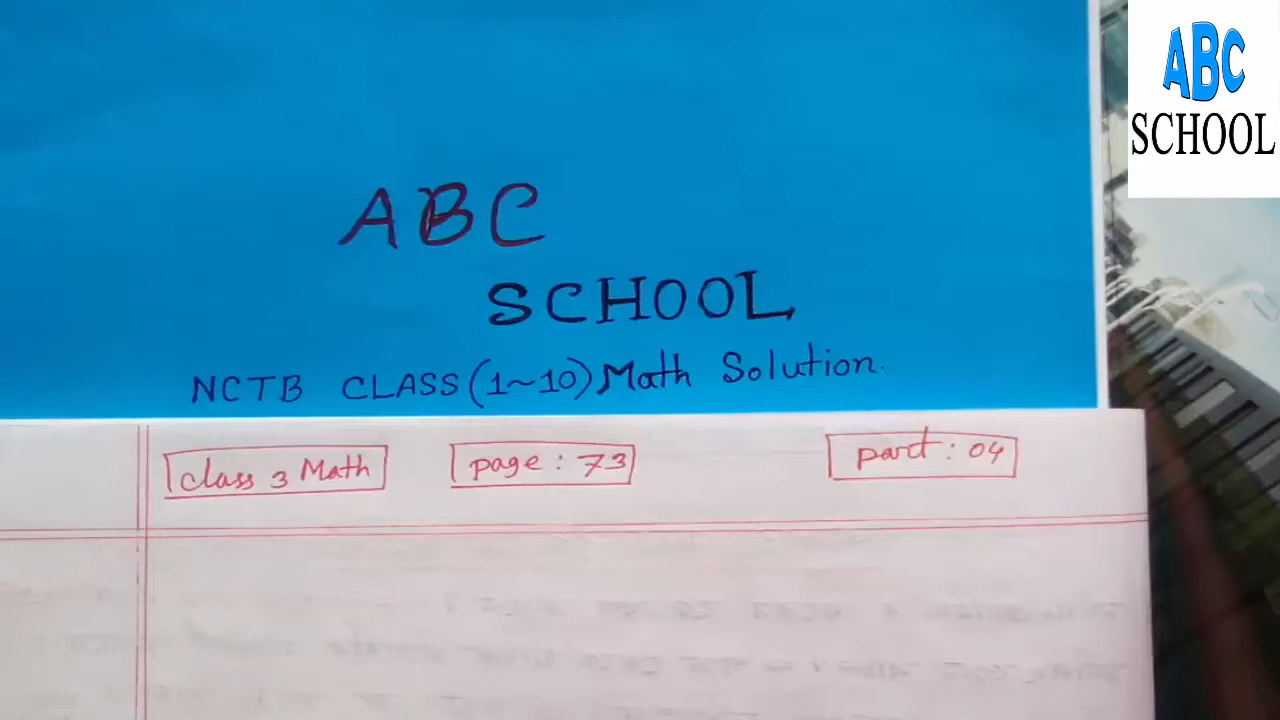 ABC
SCHOOL
ABC
SCHOOL
NCTB CLASS (1~10) Math Solution.
class 3 Math
page: 73
part: 04